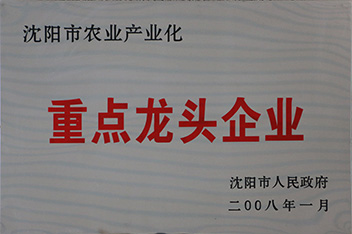 沈阳市农业产业化
重点龙头企业
沈阳市人民政府
二00八年一月